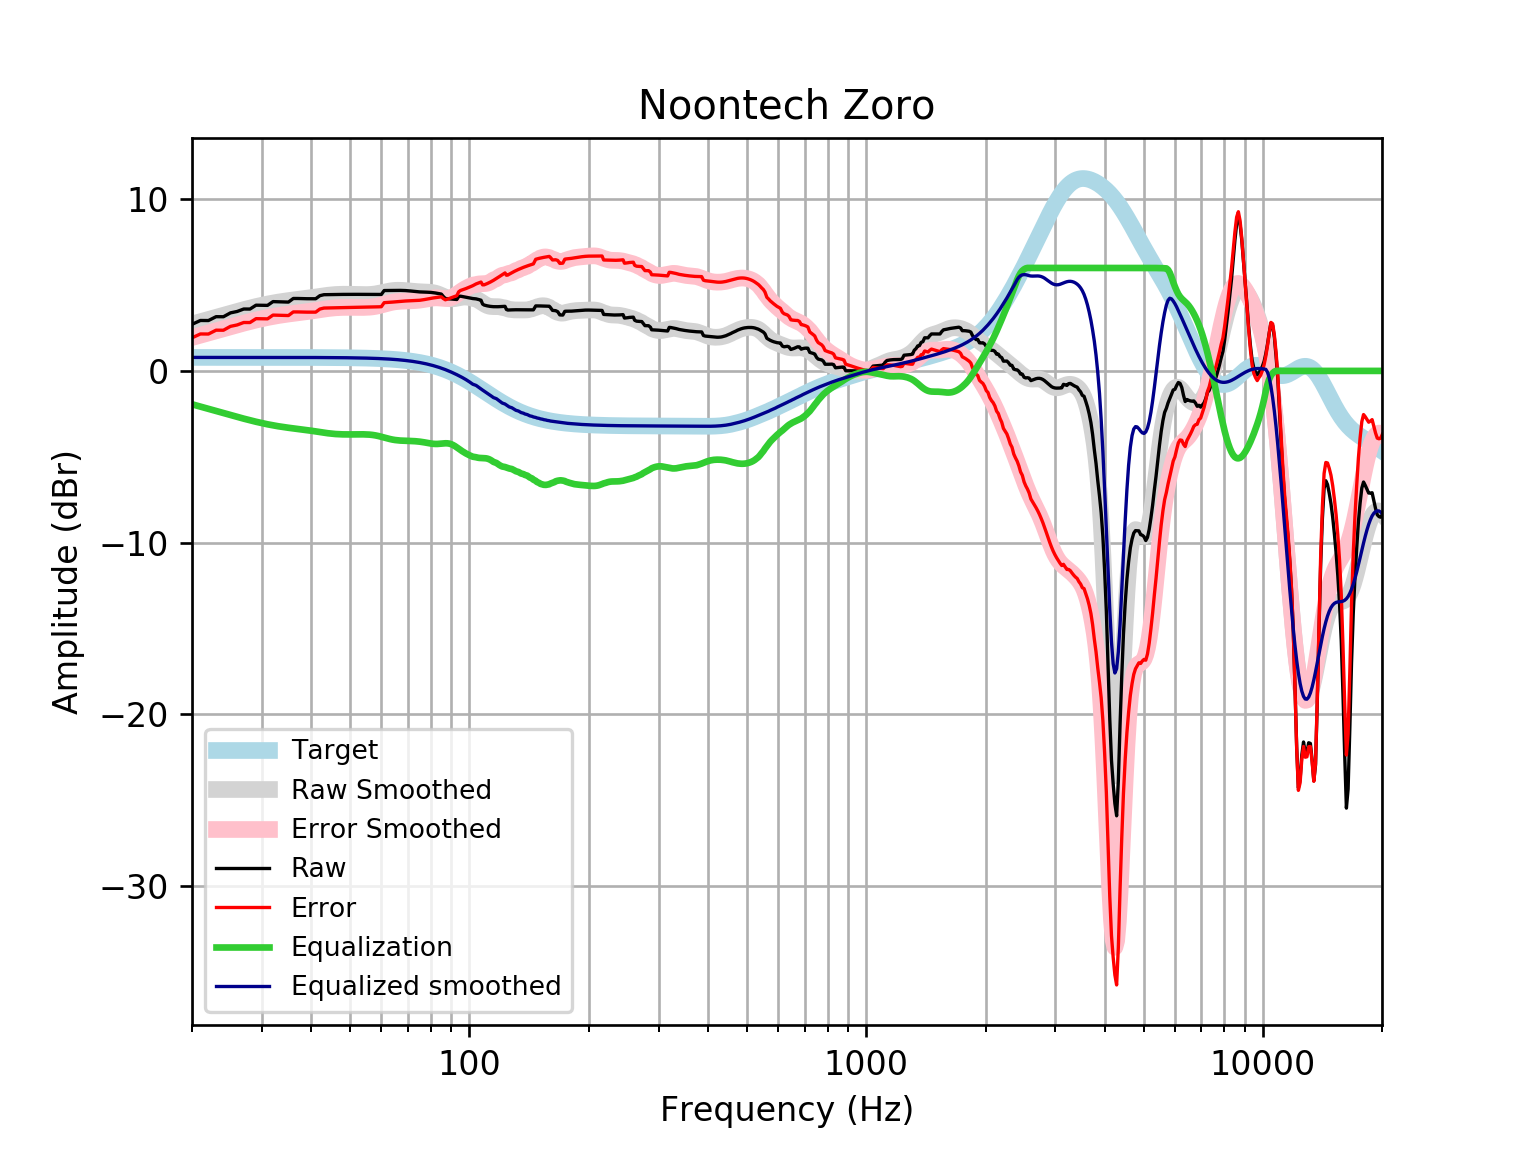 Noontech Zoro
10
0
−10
−20
−30
Amplitude (dBr)
Target
Raw Smoothed
Error Smoothed
Raw
Error
Equalization
Equalized smoothed
100 1000 10000
Frequency (Hz)